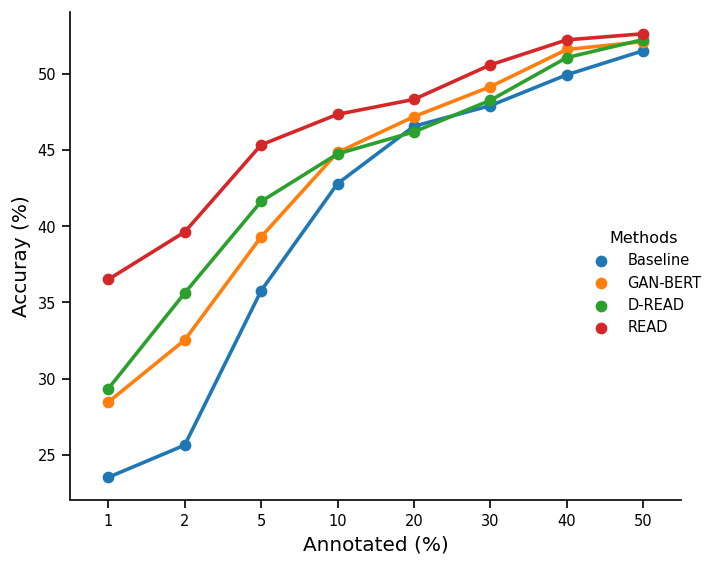 50
45
40
35
30
25
Accuray (%)
1 2 5 10 20 30 40 50
Annotated (%)
Methods
Baseline
GAN-BERT
D-READ
READ